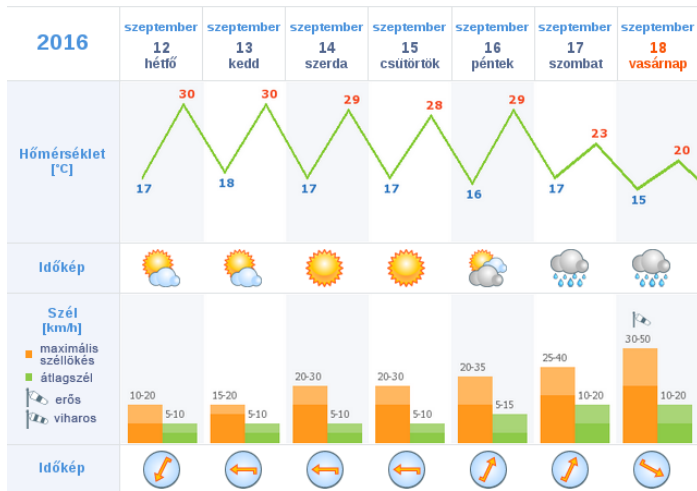 2016
szeptember
12
hétfő
szeptember
13
kedd
szeptember
14
szerda
szeptember
15
csütörtök
szeptember
16
péntek
szeptember
17
szombat
szeptember
18
vasárnap
Hőmérséklet
[°C]
30
30
29
28
29
23
20
17
18
17
17
16
17
15
Időkép
Szél
[km/h]
maximális
széllökés
átlagszél
erős
viharos
10-20
5-10
15-20
5-10
20-30
5-10
20-30
5-10
20-35
5-15
25-40
10-20
30-50
10-20
Időkép